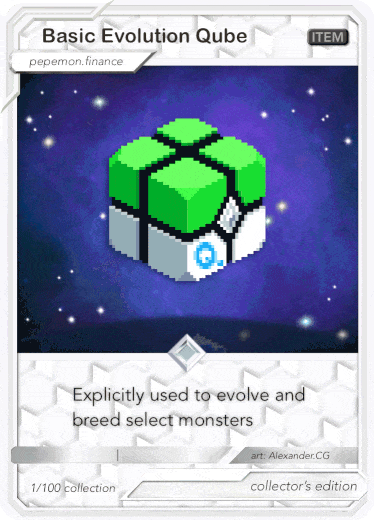 Basic Evolution Qube
ITEM
pepemon.finance
Q.
Explicitly used to evolve and
breed select monsters
art: Alexander.CG
1/100 collection
collector's edition